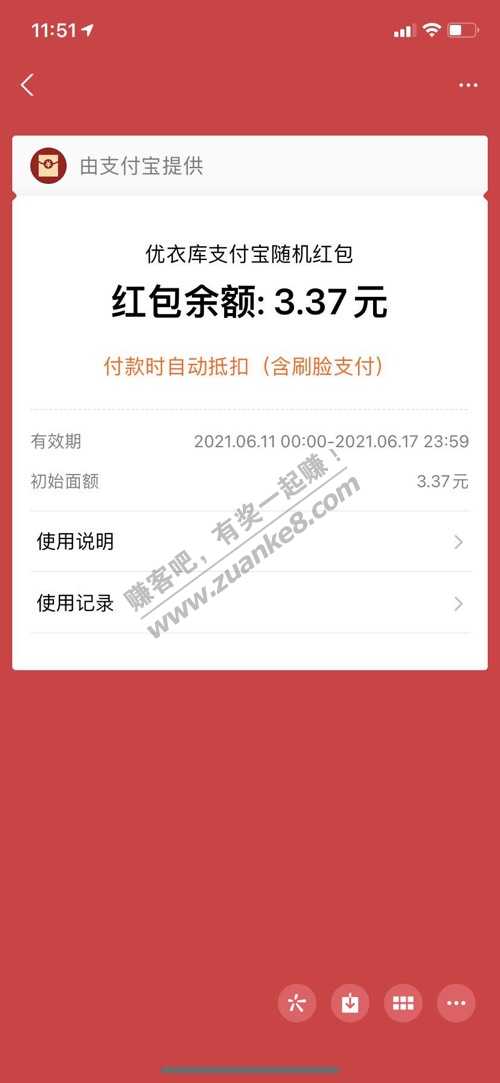 11:51
由支付宝提供
优衣库支付宝随机红包
红包余额: 3.37 元
付款时自动抵扣（含刷脸支付）
有效期 2021.06.11 00:00-2021.06.17 23:59
初始面额 3.37元
赚客吧，有奖一起赚！
www.zuanke8.com
使用说明
使用记录